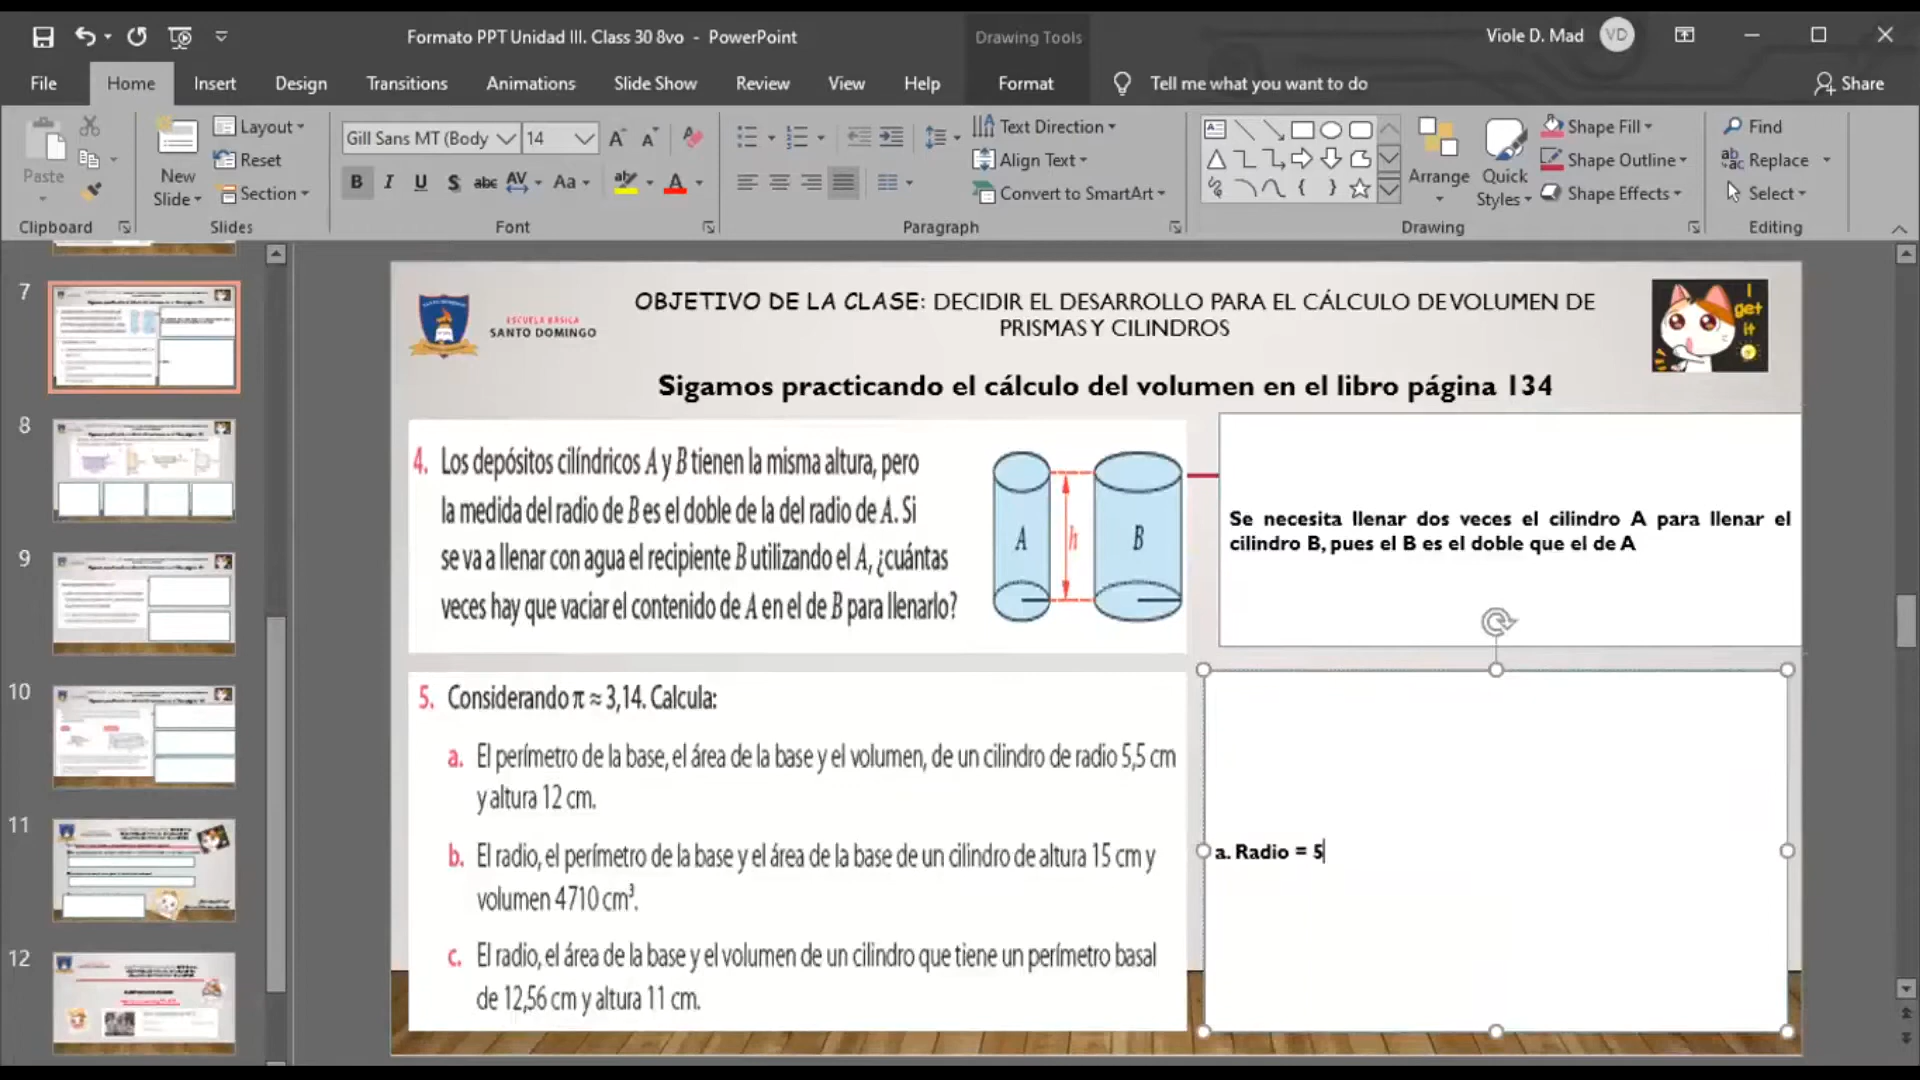 Formato PPT Unidad III. Class 30 8vo - PowerPoint
Drawing Tools
Viole D. Mad
VD
File
Home
Insert
Design
Transitions
Animations
Slide Show
Review
View
Help
Format
Tell me what you want to do
Share
Paste
Clipboard
New
Slide
Layout
Reset
Section
Slides
Gill Sans MT (Body
14
B
I
U
S
abc
AV
Aa
A
Font
Text Direction
Align Text
Convert to SmartArt
Paragraph
Arrange
Quick
Styles
Shape Fill
Shape Outline
Shape Effects
Drawing
Find
Replace
Select
Editing
7
8
9
10
11
12
ESCUELA BÁSICA
SANTO DOMINGO
OBJETIVO DE LA CLASE: DECIDIR EL DESARROLLO PARA EL CÁLCULO DE VOLUMEN DE
PRISMAS Y CILINDROS
I
get
it
Sigamos practicando el cálculo del volumen en el libro página 134
4. Los depósitos cilíndricos A y B tienen la misma altura, pero
la medida del radio de B es el doble de la del radio de A. Si
se va a llenar con agua el recipiente B utilizando el A, ¿cuántas
veces hay que vaciar el contenido de A en el de B para llenarlo?
A
h
B
Se necesita llenar dos veces el cilindro A para llenar el
cilindro B, pues el B es el doble que el de A
5. Considerando π ≈ 3,14. Calcula:
a. El perímetro de la base, el área de la base y el volumen, de un cilindro de radio 5,5 cm
y altura 12 cm.
b. El radio, el perímetro de la base y el área de la base de un cilindro de altura 15 cm y
volumen 4710 cm³.
c. El radio, el área de la base y el volumen de un cilindro que tiene un perímetro basal
de 12,56 cm y altura 11 cm.
a. Radio = 5